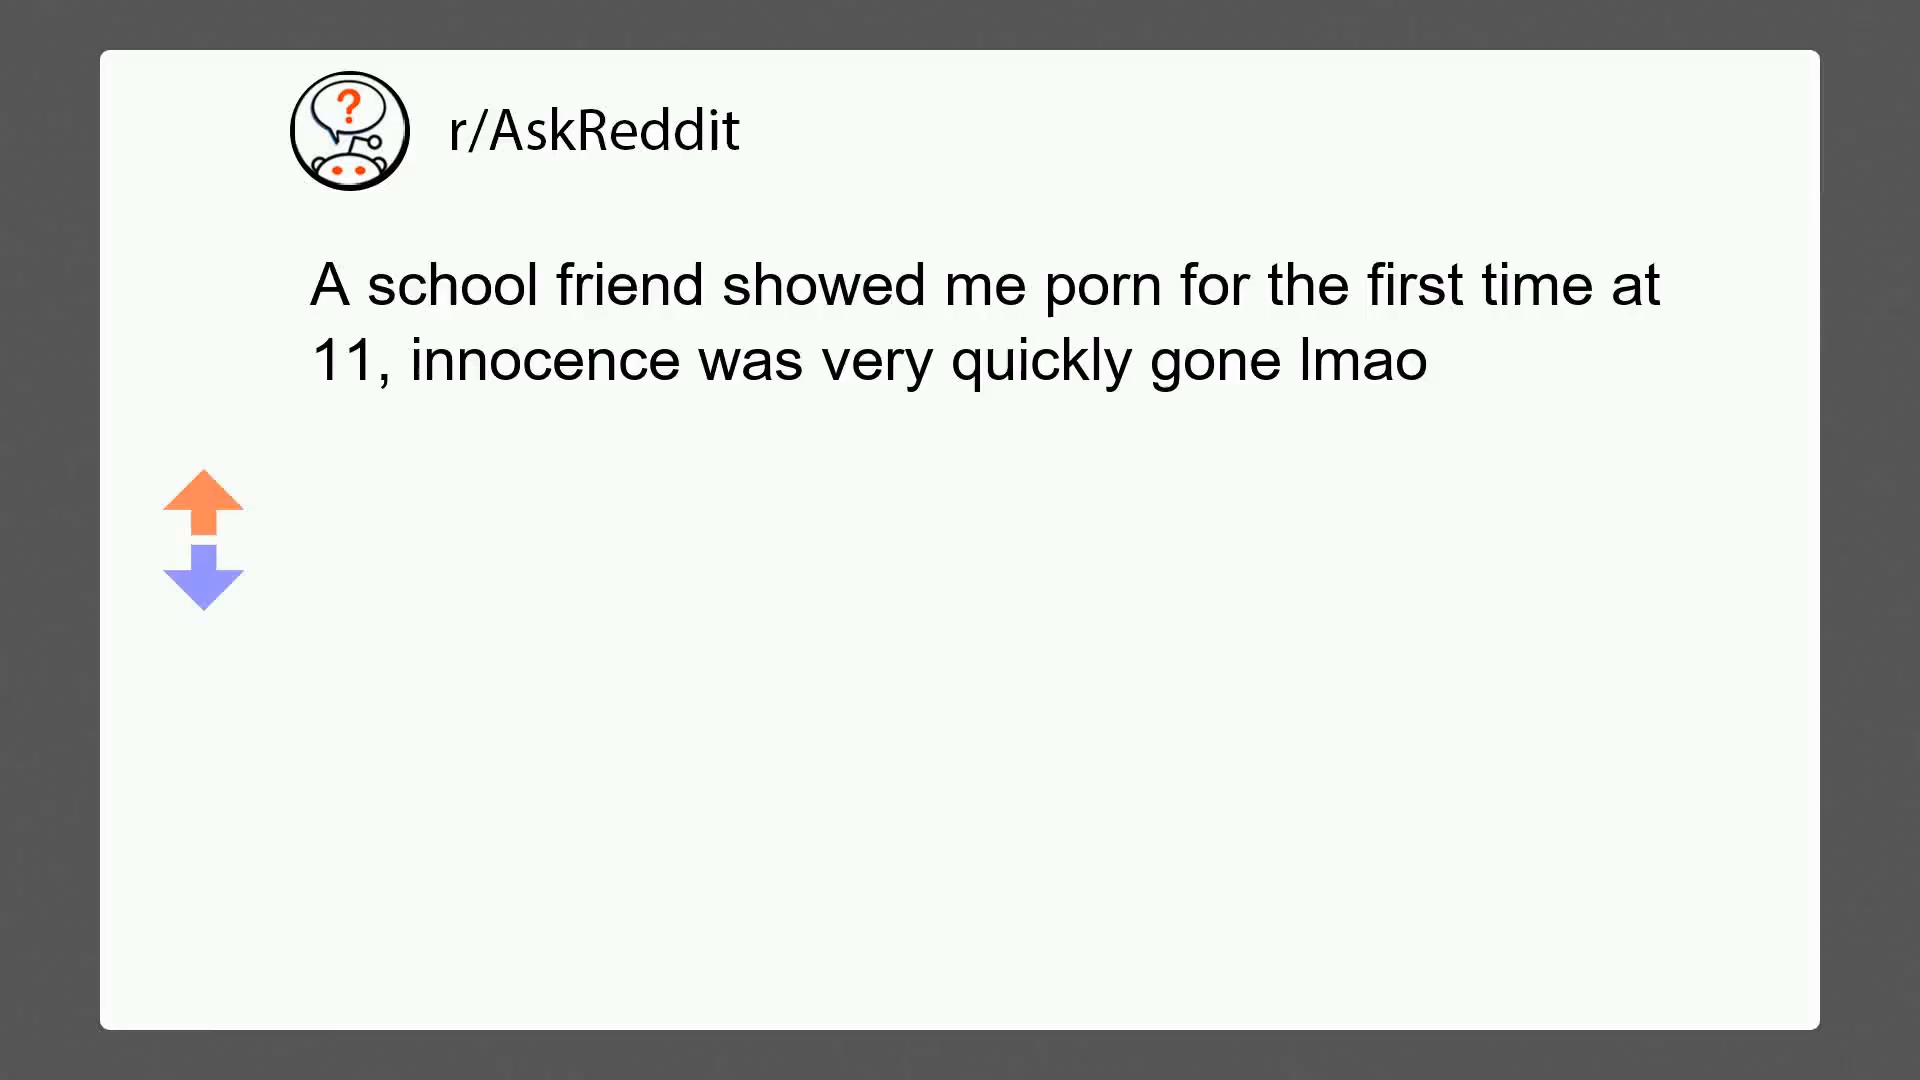 r/AskReddit
A school friend showed me porn for the first time at
11, innocence was very quickly gone lmao